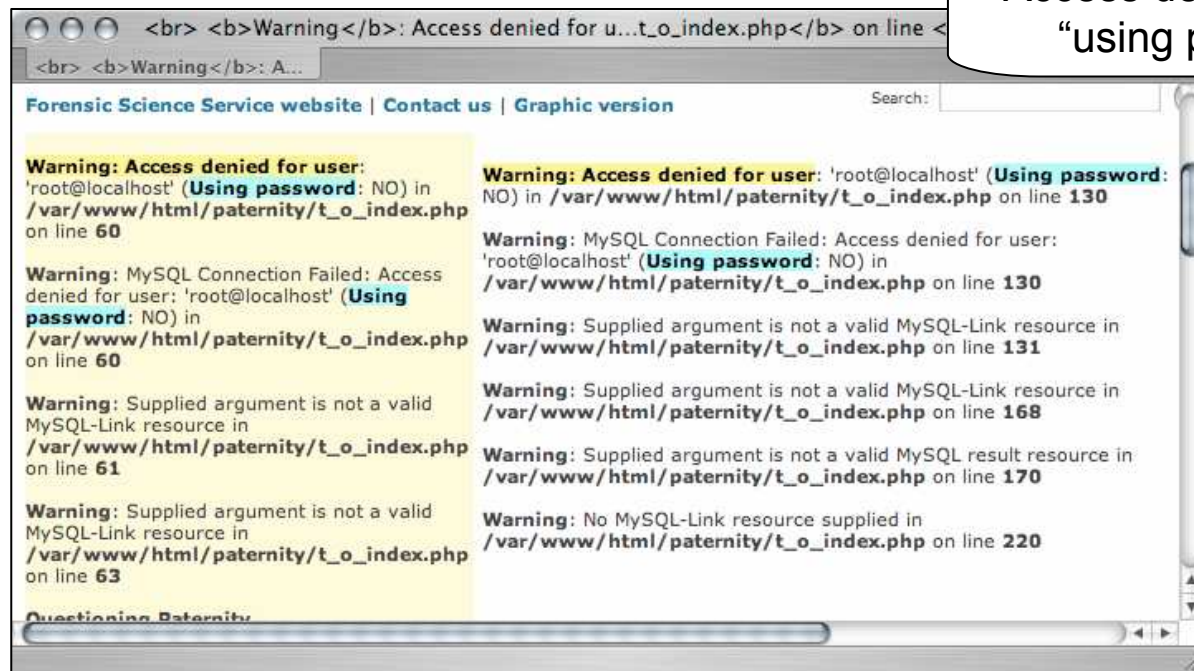 “using p
<br> <b>Warning</b>: Access denied for u...t_o_index.php</b> on line <
<br> <b>Warning</b>: A...
Forensic Science Service website | Contact us | Graphic version
Search:
Warning: Access denied for user:
'root@localhost' (Using password: NO) in
/var/www/html/paternity/t_o_index.php
on line 60
Warning: MySQL Connection Failed: Access
denied for user: 'root@localhost' (Using
password: NO) in
/var/www/html/paternity/t_o_index.php
on line 60
Warning: Supplied argument is not a valid
MySQL-Link resource in
/var/www/html/paternity/t_o_index.php
on line 61
Warning: Supplied argument is not a valid
MySQL-Link resource in
/var/www/html/paternity/t_o_index.php
on line 63
Questioning Paternity
Warning: Access denied for user: 'root@localhost' (Using password:
NO) in /var/www/html/paternity/t_o_index.php on line 130
Warning: MySQL Connection Failed: Access denied for user:
'root@localhost' (Using password: NO) in
/var/www/html/paternity/t_o_index.php on line 130
Warning: Supplied argument is not a valid MySQL-Link resource in
/var/www/html/paternity/t_o_index.php on line 131
Warning: Supplied argument is not a valid MySQL-Link resource in
/var/www/html/paternity/t_o_index.php on line 168
Warning: Supplied argument is not a valid MySQL result resource in
/var/www/html/paternity/t_o_index.php on line 170
Warning: No MySQL-Link resource supplied in
/var/www/html/paternity/t_o_index.php on line 220